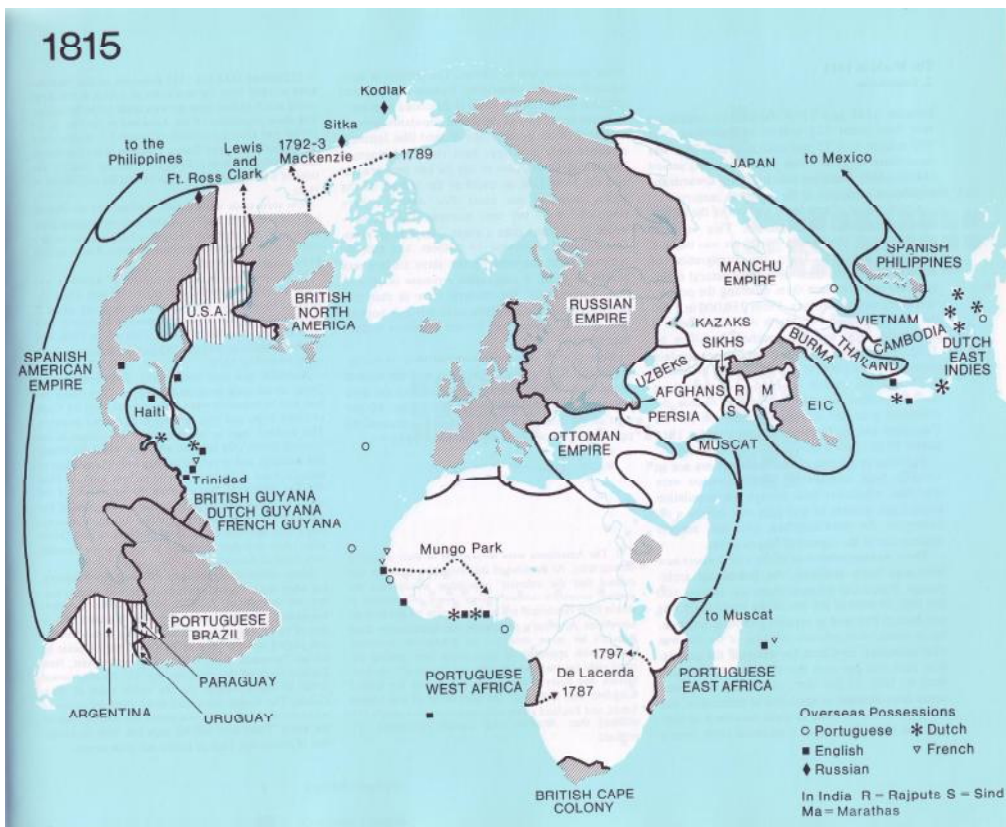 1815
Kodiak
Sitka
to the
Philippines
Lewis
and
Clark
1792-3
Mackenzie
1789
Ft. Ross
JAPAN
to Mexico
SPANISH
PHILIPPINES
MANCHU
EMPIRE
U.S.A.
BRITISH
NORTH
AMERICA
RUSSIAN
EMPIRE
KAZAKS
SIKHS
UZBEKS
AFGHANS
R
M
S
PERSIA
BURMA
THAILAND
VIETNAM
CAMBODIA
DUTCH
EAST
INDIES
EIC
SPANISH
AMERICAN
EMPIRE
Haiti
OTTOMAN
EMPIRE
MUSCAT
Trinidad
BRITISH GUYANA
DUTCH GUYANA
FRENCH GUYANA
Mungo Park
to Muscat
PORTUGUESE
BRAZIL
PARAGUAY
ARGENTINA
URUGUAY
PORTUGUESE
WEST AFRICA
1797
De Lacerda
1787
PORTUGUESE
EAST AFRICA
BRITISH CAPE
COLONY
Overseas Possessions
Portuguese
Dutch
English
French
Russian
In India R = Rajputs S = Sind
Ma = Marathas